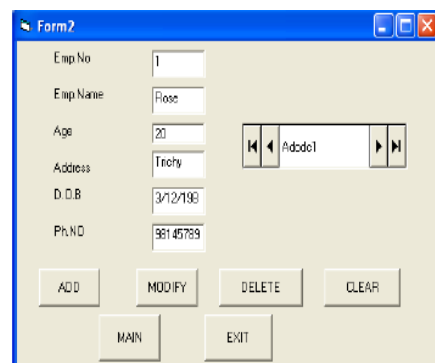 Form2
Emp.No 1
Emp.Name Rose
Age 20
Adodc1
Address Trichy
D.O.B 3/12/198
Ph.NO 98145789
ADD MODIFY DELETE CLEAR
MAIN EXIT